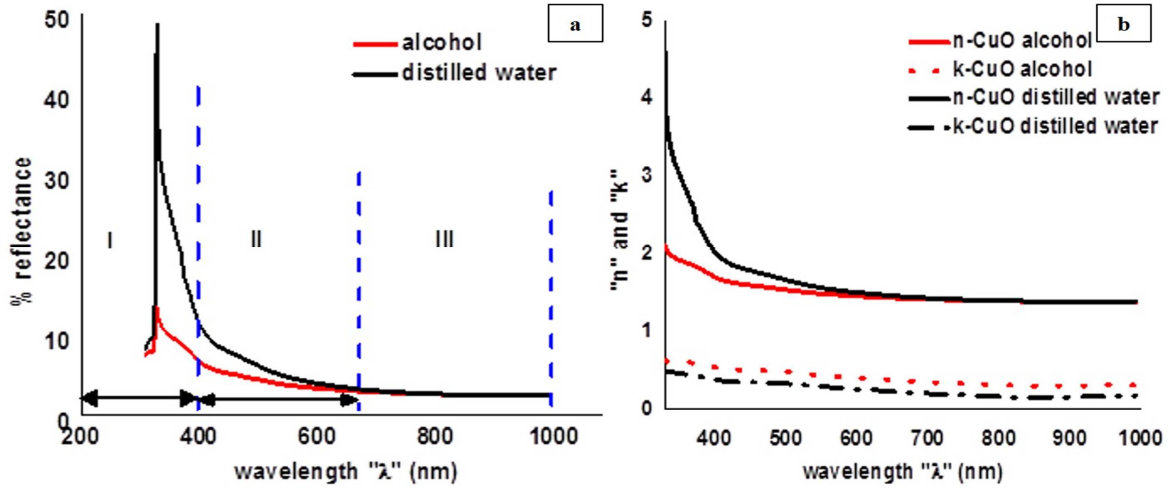 a
alcohol
distilled water
% reflectance
50
40
30
20
10
0
I
II
III
200
400
600
800
1000
wavelength "λ" (nm)
b
n-CuO alcohol
k-CuO alcohol
n-CuO distilled water
k-CuO distilled water
"n" and "k"
5
4
3
2
1
0
400
500
600
700
800
900
1000
wavelength "λ" (nm)